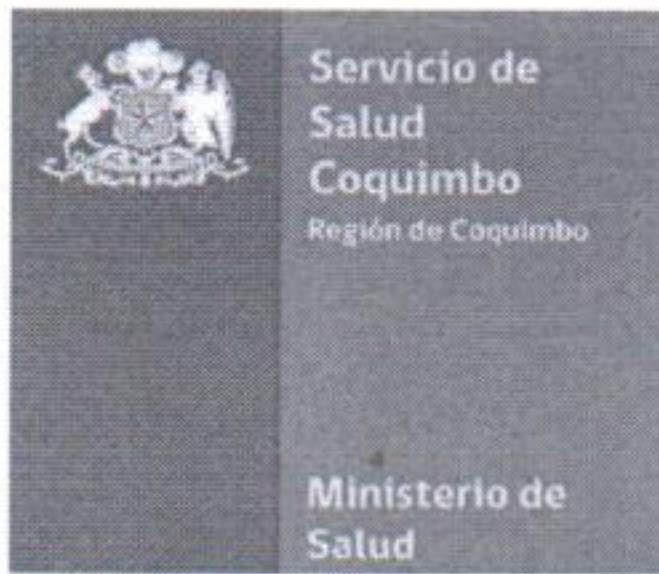 Servicio de
Salud
Coquimbo
Región de Coquimbo
Ministerio de
Salud